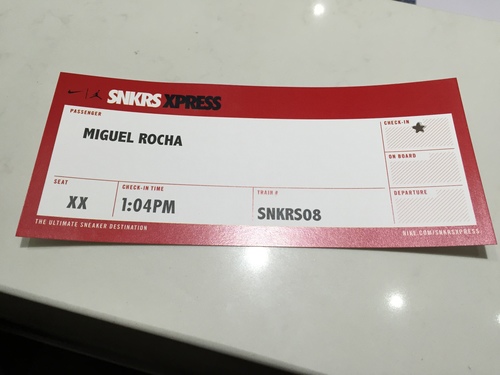 SNKRS XPRESS
PASSENGER
MIGUEL ROCHA
CHECK-IN
ON BOARD
DEPARTURE
SEAT
XX
CHECK-IN TIME
1:04PM
TRAIN #
SNKRS08
THE ULTIMATE SNEAKER DESTINATION
NIKE.COM/SNKRSXPRESS